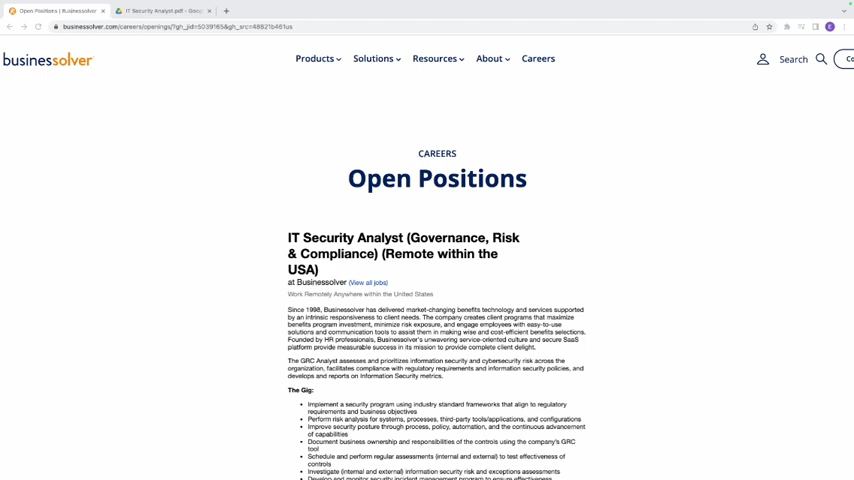 Open Positions | Businessolver
IT Security Analyst.pdf - Goog
businessolver.com/careers/openings/?gh_jid=5039165&gh_src=48821b461us
E
businessolver
Products
Solutions
Resources
About
Careers
Search
Co
CAREERS
Open Positions
IT Security Analyst (Governance, Risk
& Compliance) (Remote within the
USA)
at Businessolver (View all jobs)
Work Remotely Anywhere within the United States
Since 1998, Businessolver has delivered market-changing benefits technology and services supported
by an intrinsic responsiveness to client needs. The company creates client programs that maximize
benefits program investment, minimize risk exposure, and engage employees with easy-to-use
solutions and communication tools to assist them in making wise and cost-efficient benefits selections.
Founded by HR professionals, Businessolver's unwavering service-oriented culture and secure SaaS
platform provide measurable success in its mission to provide complete client delight.
The GRC Analyst assesses and prioritizes information security and cybersecurity risk across the
organization, facilitates compliance with regulatory requirements and information security policies, and
develops and reports on Information Security metrics.
The Gig:
• Implement a security program using industry standard frameworks that align to regulatory
requirements and business objectives
• Perform risk analysis for systems, processes, third-party tools/applications, and configurations
• Improve security posture through process, policy, automation, and the continuous advancement
of capabilities
• Document business ownership and responsibilities of the controls using the company's GRC
tool
• Schedule and perform regular assessments (internal and external) to test effectiveness of
controls
• Investigate (internal and external) information security risk and exceptions assessments
• Develop and monitor security incident management program to ensure effectiveness